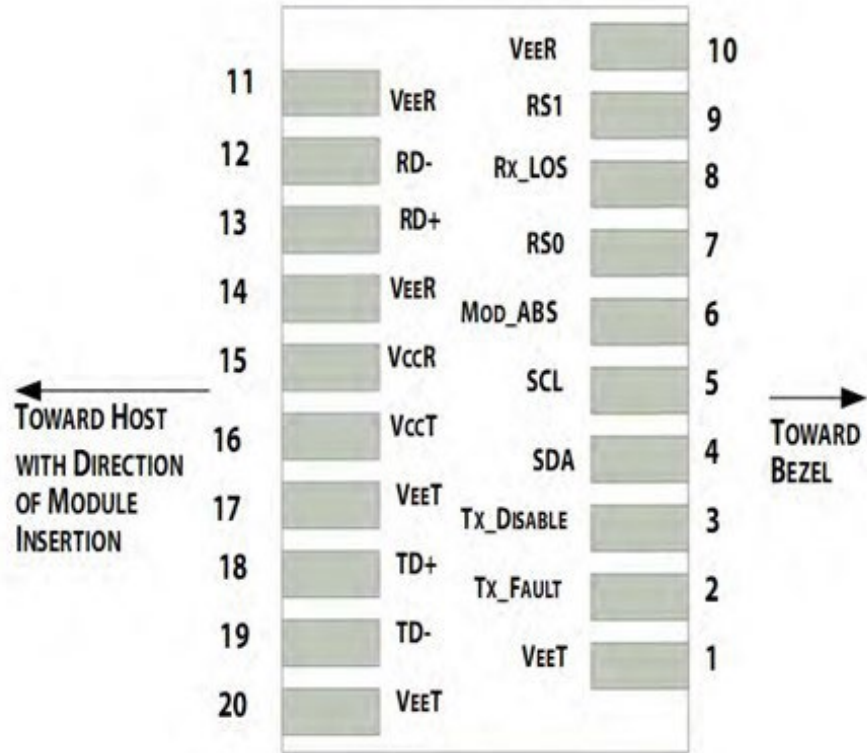 11 VEER
12 RD-
13 RD+
14 VEER
15 VCCR
16 VCCT
17 VEET
18 TD+
19 TD-
20 VEET
VEER 10
RS1 9
RX_LOS 8
RS0 7
MOD_ABS 6
SCL 5
SDA 4
TX_DISABLE 3
TX_FAULT 2
VEET 1
TOWARD HOST
WITH DIRECTION
OF MODULE
INSERTION
TOWARD
BEZEL